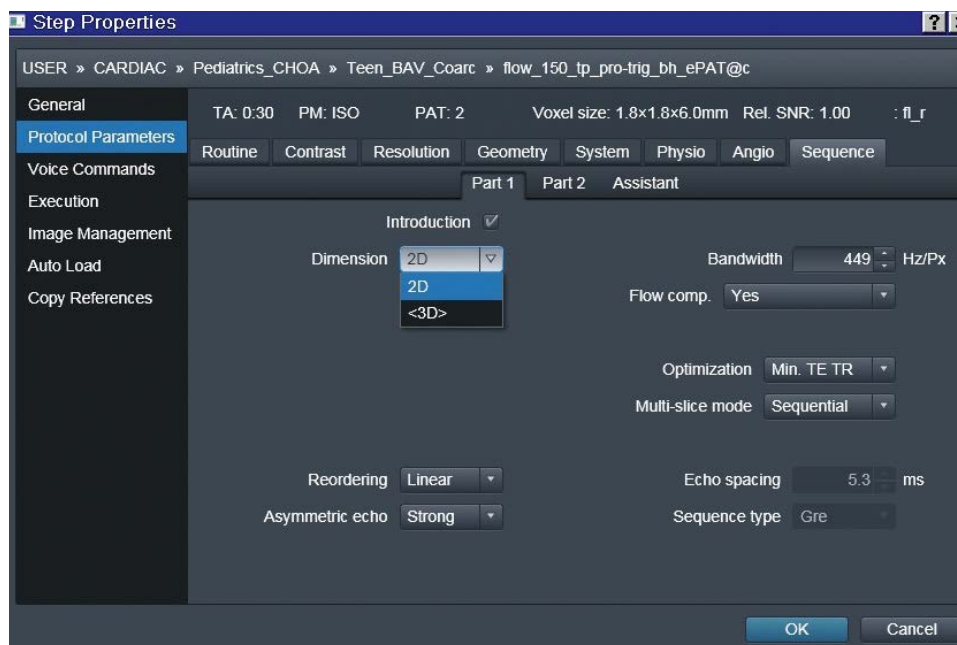 Step Properties
?
USER » CARDIAC » Pediatrics_CHOA » Teen_BAV_Coarc » flow_150_tp_pro-trig_bh_ePAT@c
General
Protocol Parameters
Voice Commands
Execution
Image Management
Auto Load
Copy References
TA: 0:30 PM: ISO PAT: 2 Voxel size: 1.8×1.8×6.0mm Rel. SNR: 1.00 : fl_r
Routine Contrast Resolution Geometry System Physio Angio Sequence
Part 1 Part 2 Assistant
Introduction
Dimension 2D
2D
<3D>
Bandwidth 449 Hz/Px
Flow comp. Yes
Optimization Min. TE TR
Multi-slice mode Sequential
Reordering Linear
Asymmetric echo Strong
Echo spacing 5.3 ms
Sequence type Gre
OK Cancel